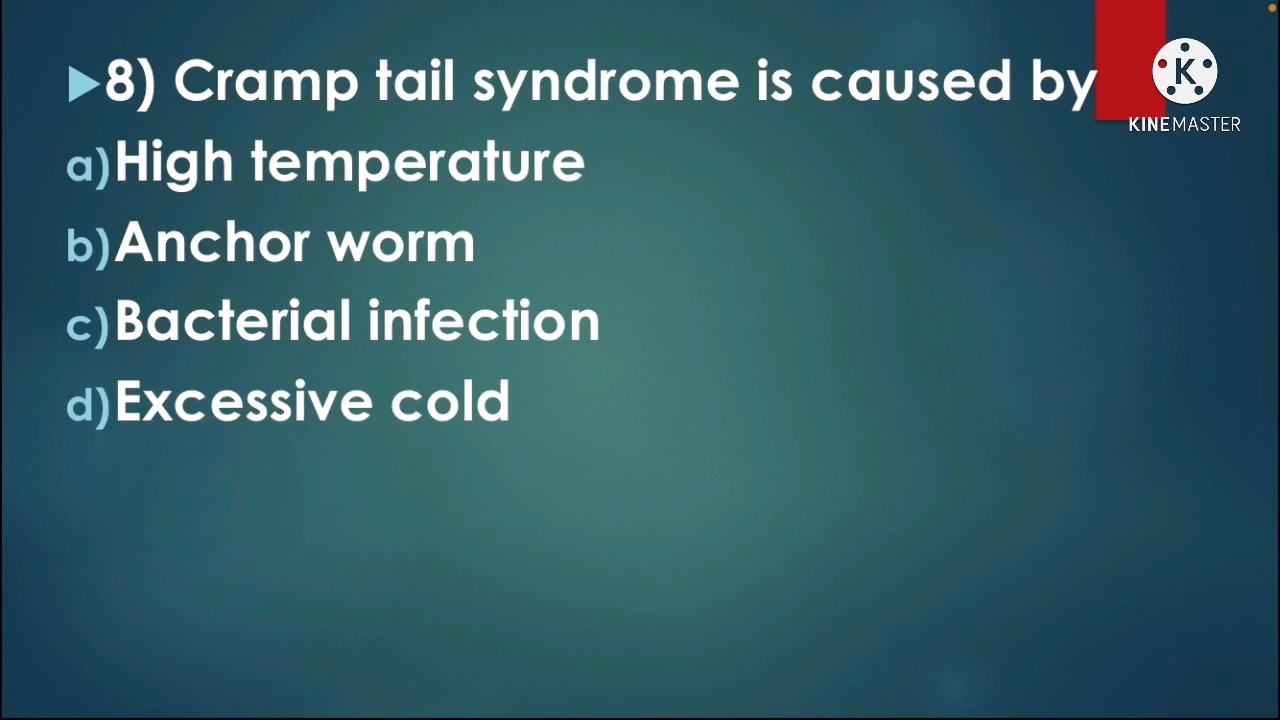 8) Cramp tail syndrome is caused by
a) High temperature
b) Anchor worm
c) Bacterial infection
d) Excessive cold
K
KINEMASTER